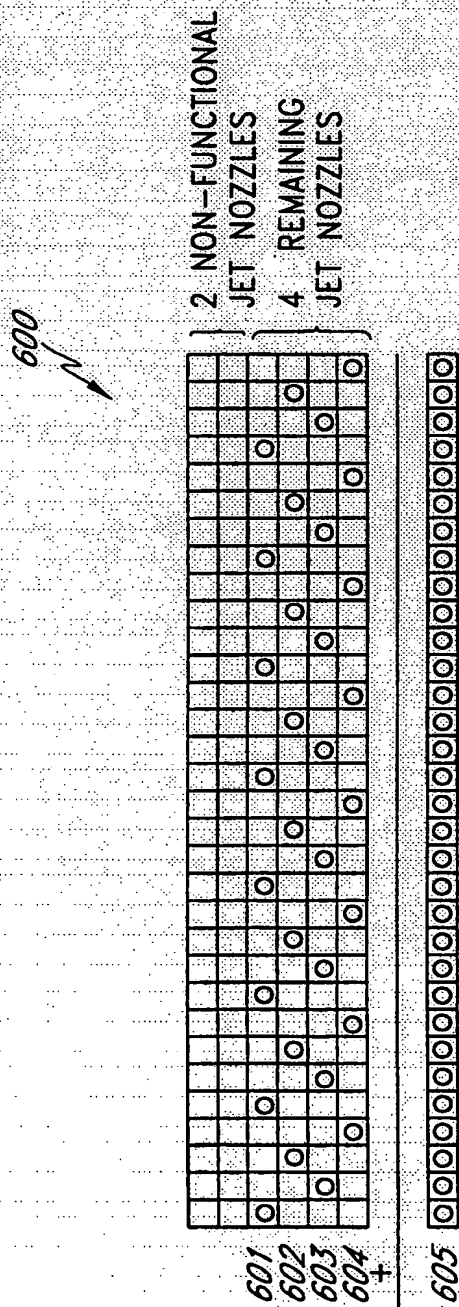 600
2 NON-FUNCTIONAL
JET NOZZLES
4 REMAINING
JET NOZZLES
601
602
603
604
+
605